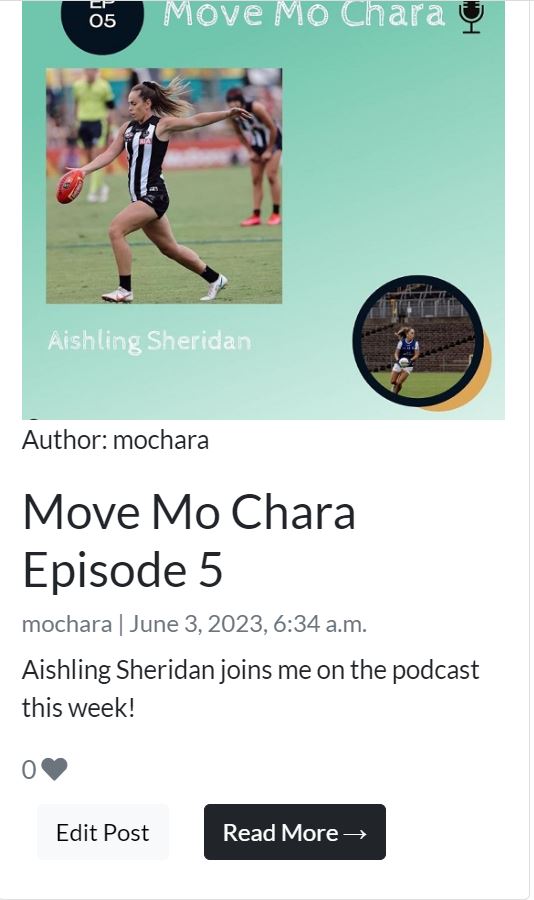 EP
05
Move Mo Chara
Aishling Sheridan
Author: mochara
Move Mo Chara
Episode 5
mochara | June 3, 2023, 6:34 a.m.
Aishling Sheridan joins me on the podcast
this week!
0
Edit Post
Read More →